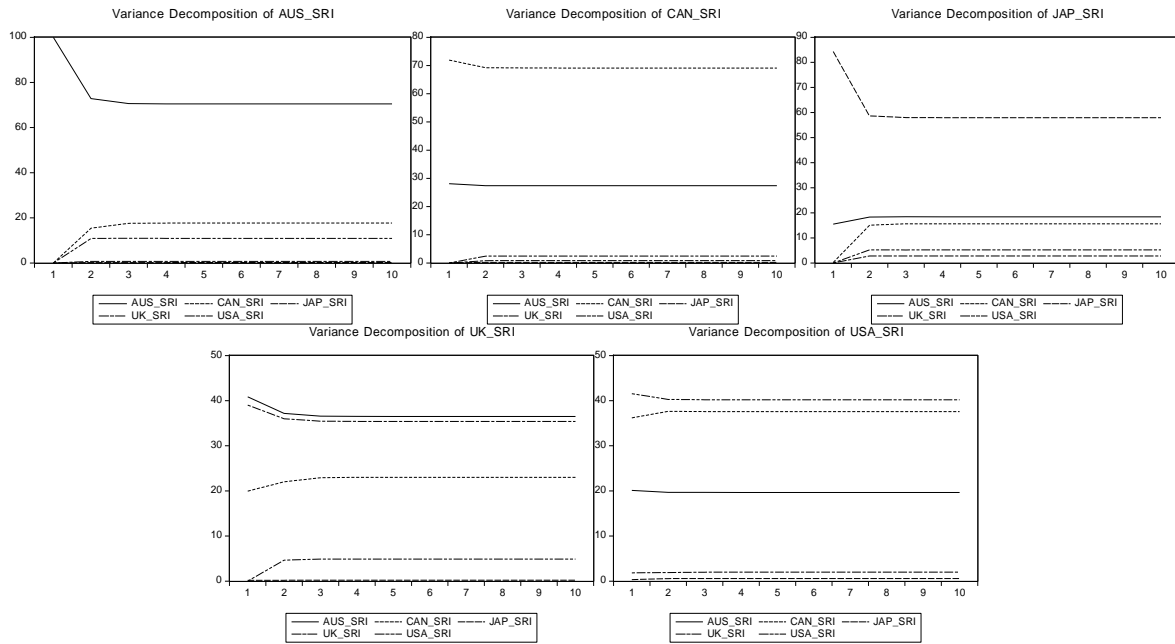 Variance Decomposition of AUS_SRI
100
80
60
40
20
0
1 2 3 4 5 6 7 8 9 10
AUS_SRI CAN_SRI JAP_SRI
UK_SRI USA_SRI
Variance Decomposition of CAN_SRI
80
70
60
50
40
30
20
10
0
1 2 3 4 5 6 7 8 9 10
AUS_SRI CAN_SRI JAP_SRI
UK_SRI USA_SRI
Variance Decomposition of JAP_SRI
90
80
70
60
50
40
30
20
10
0
1 2 3 4 5 6 7 8 9 10
AUS_SRI CAN_SRI JAP_SRI
UK_SRI USA_SRI
Variance Decomposition of UK_SRI
50
40
30
20
10
0
1 2 3 4 5 6 7 8 9 10
AUS_SRI CAN_SRI JAP_SRI
UK_SRI USA_SRI
Variance Decomposition of USA_SRI
50
40
30
20
10
0
1 2 3 4 5 6 7 8 9 10
AUS_SRI CAN_SRI JAP_SRI
UK_SRI USA_SRI